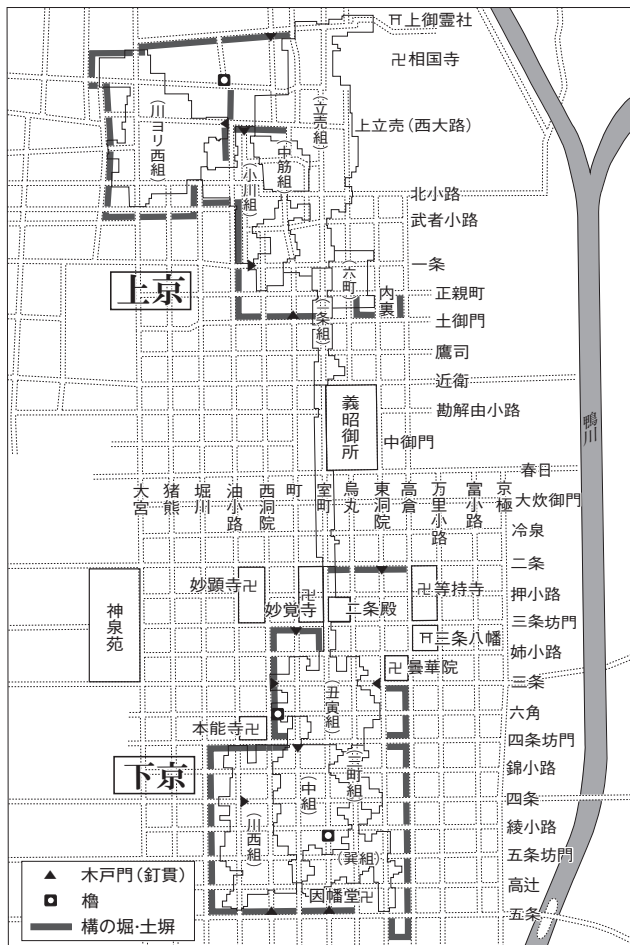 上御霊社
相国寺
上立売(西大路)
(立売組)
(川ヨリ西組)
(中筋組)
(小川組)
北小路
武者小路
一条
(六町)
内裏
正親町
土御門
上京
(一条組)
鷹司
近衛
勘解由小路
義昭御所
中御門
鴨川
春日
大宮
猪熊
堀川
油小路
西洞院
町
室町
烏丸
東洞院
高倉
万里小路
富小路
京極
大炊御門
冷泉
二条
妙顕寺卍
妙覚寺
卍
二条殿
卍等持寺
押小路
神泉苑
三条坊門
三条八幡
姉小路
卍曇華院
三条
(丑寅組)
六角
本能寺卍
四条坊門
下京
錦小路
(三町組)
(中組)
四条
(川西組)
綾小路
(巽組)
五条坊門
因幡堂卍
高辻
五条
▲ 木戸門(釘貫)
櫓
構の堀・土塀